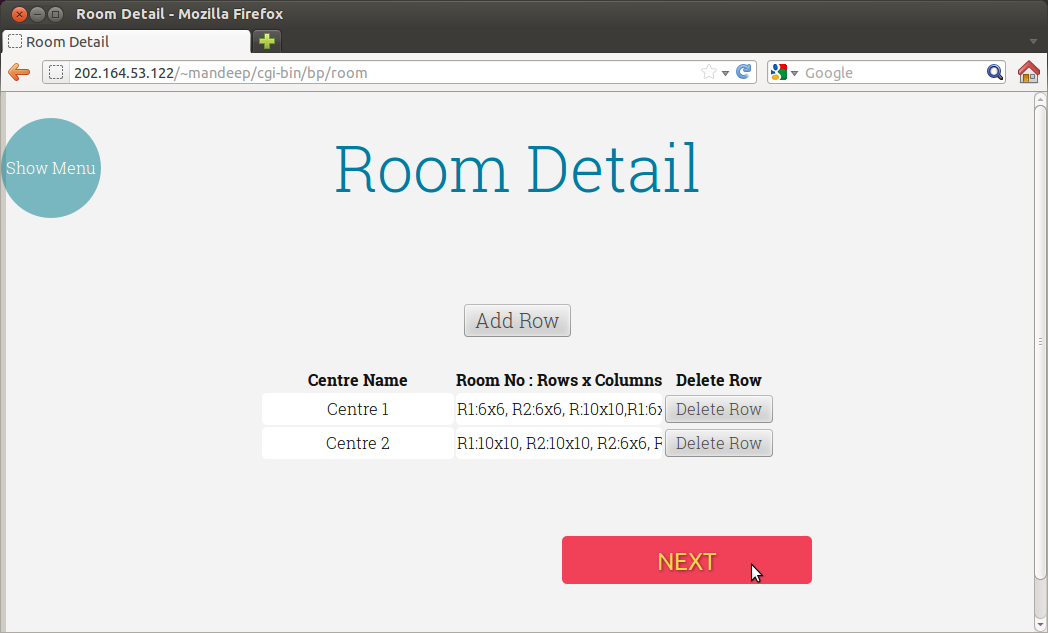 Room Detail - Mozilla Firefox
Room Detail
202.164.53.122/~mandeep/cgi-bin/bp/room
Google
Show Menu
Room Detail
Add Row
Centre Name Room No : Rows x Columns Delete Row
Centre 1 R1:6x6, R2:6x6, R:10x10,R1:6x Delete Row
Centre 2 R1:10x10, R2:10x10, R2:6x6, R Delete Row
NEXT